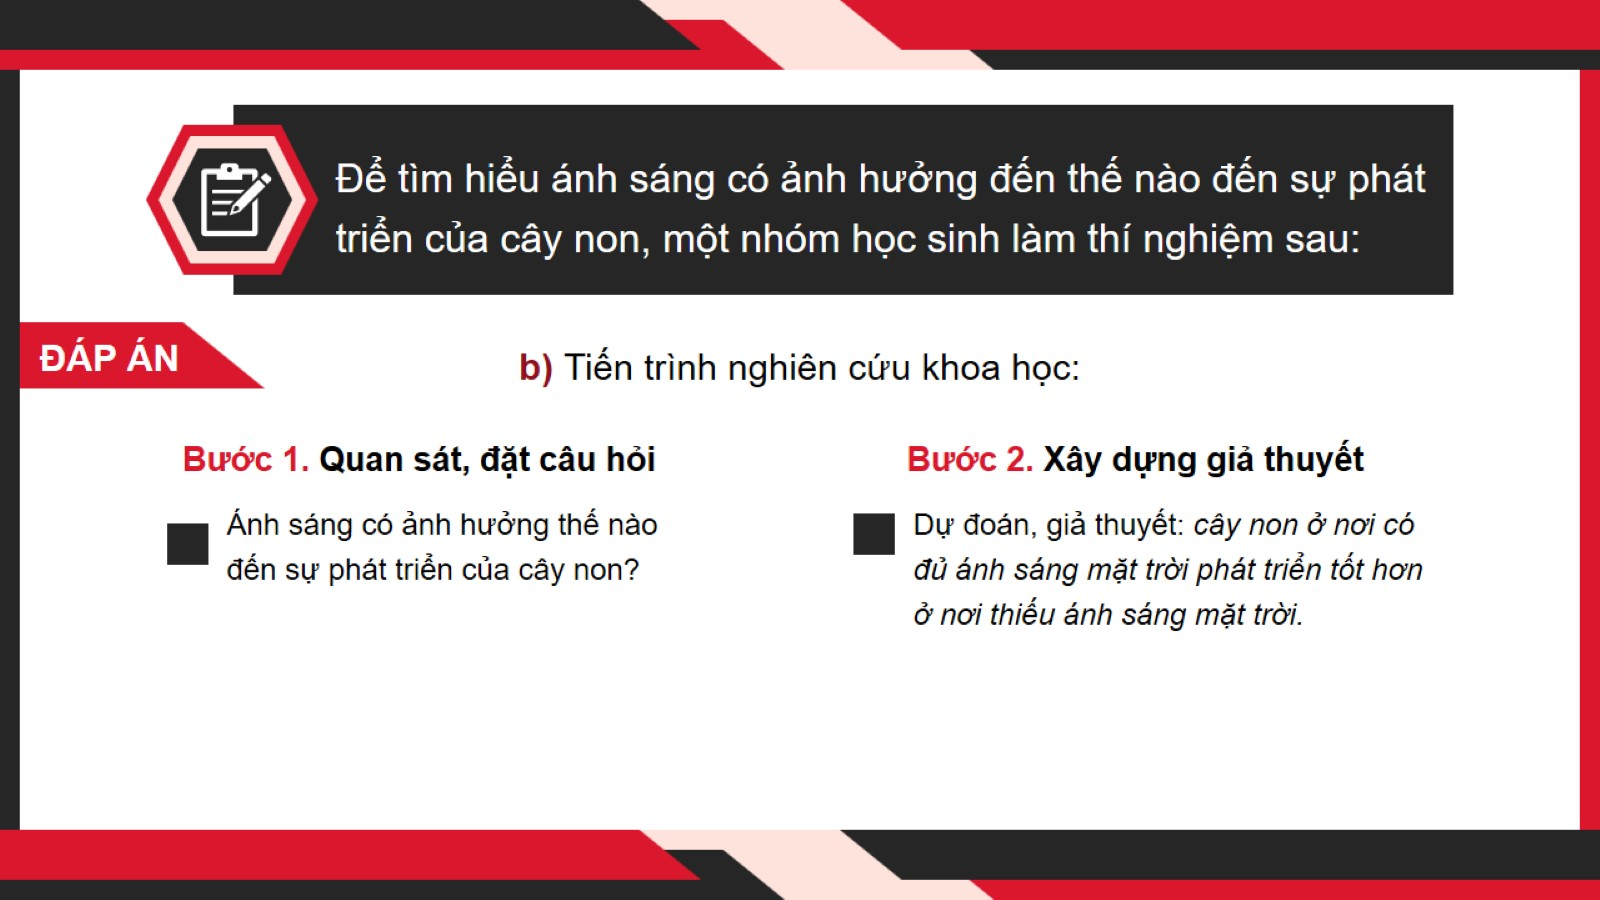 Để tìm hiểu ánh sáng có ảnh hưởng đến thế nào đến sự phát
triển của cây non, một nhóm học sinh làm thí nghiệm sau:
ĐÁP ÁN
b) Tiến trình nghiên cứu khoa học:
Bước 1. Quan sát, đặt câu hỏi
Ánh sáng có ảnh hưởng thế nào
đến sự phát triển của cây non?
Bước 2. Xây dựng giả thuyết
Dự đoán, giả thuyết: cây non ở nơi có
đủ ánh sáng mặt trời phát triển tốt hơn
ở nơi thiếu ánh sáng mặt trời.